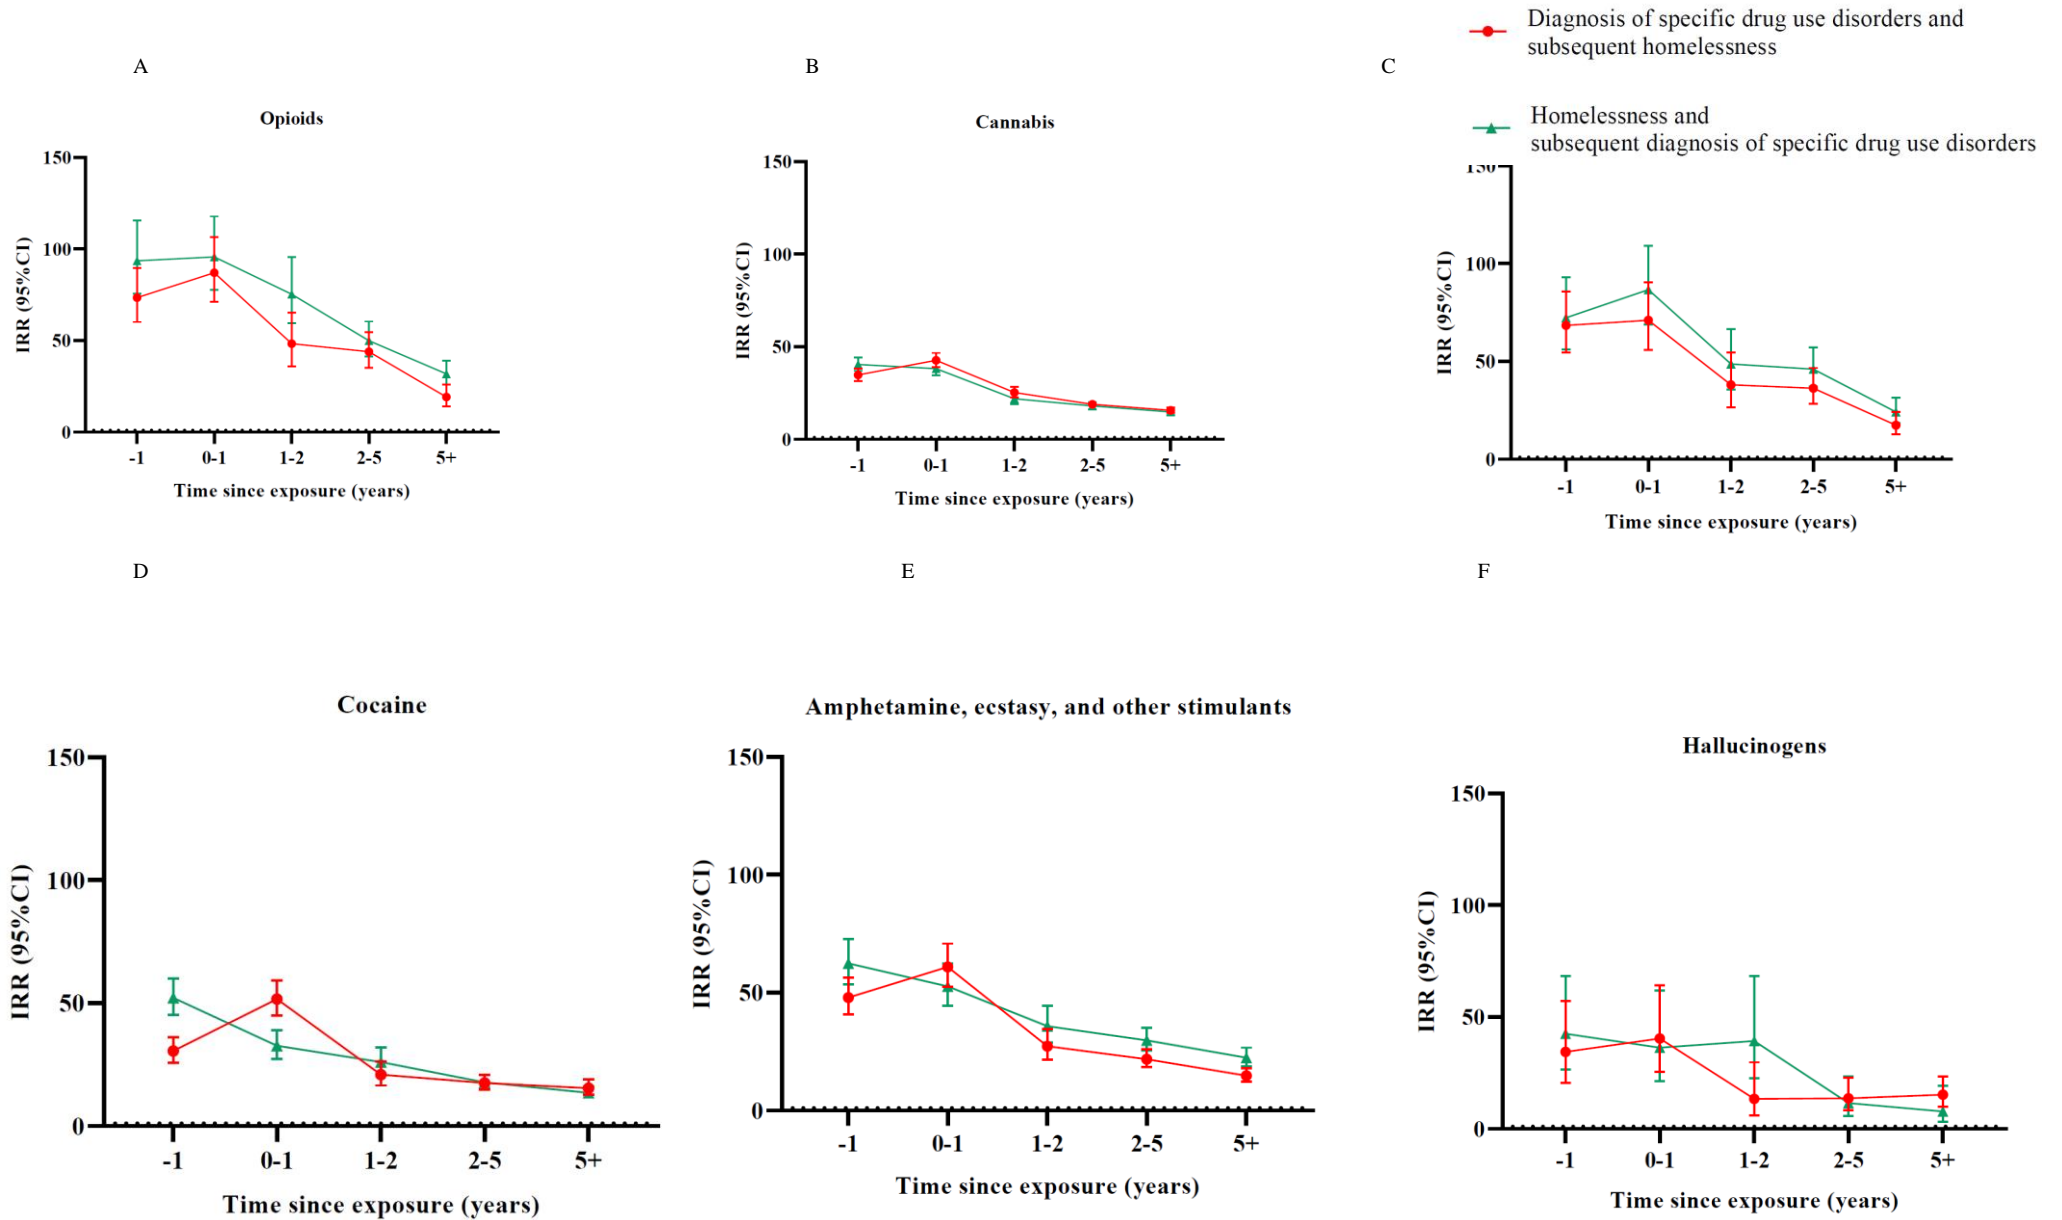 Diagnosis of specific drug use disorders and
subsequent homelessness
A
B
C
Homelessness and
subsequent diagnosis of specific drug use disorders
Opioids
150
100
50
0
IRR (95%CI)
-1 0-1 1-2 2-5 5+
Time since exposure (years)
Cannabis
150
100
50
0
IRR (95%CI)
-1 0-1 1-2 2-5 5+
Time since exposure (years)
150
100
50
0
IRR (95%CI)
-1 0-1 1-2 2-5 5+
Time since exposure (years)
D
E
F
Cocaine
150
100
50
0
IRR (95%CI)
-1 0-1 1-2 2-5 5+
Time since exposure (years)
Amphetamine, ecstasy, and other stimulants
150
100
50
0
IRR (95%CI)
-1 0-1 1-2 2-5 5+
Time since exposure (years)
Hallucinogens
150
100
50
0
IRR (95%CI)
-1 0-1 1-2 2-5 5+
Time since exposure (years)